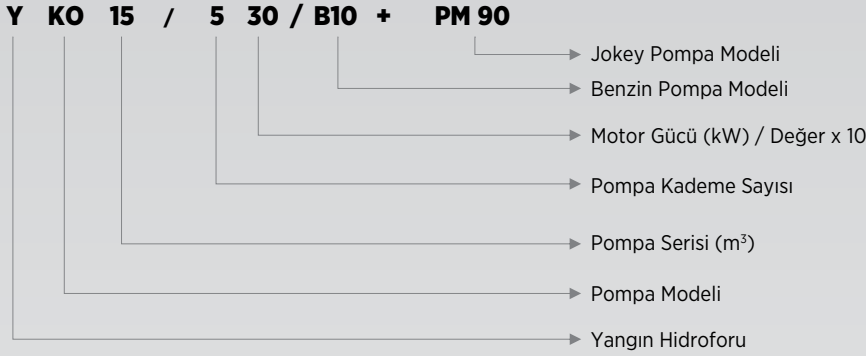 Y KO 15 / 5 30 / B10 + PM 90
Jokey Pompa Modeli
Benzin Pompa Modeli
Motor Gücü (kW) / Değer x 10
Pompa Kademe Sayısı
Pompa Serisi (m³)
Pompa Modeli
Yangın Hidroforu